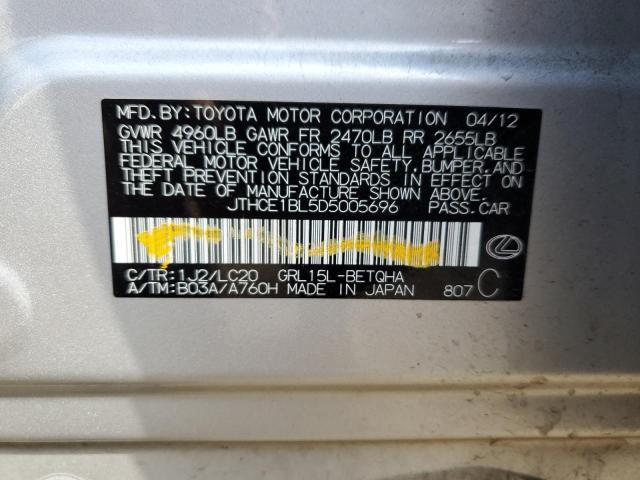 MFD.BY:TOYOTA MOTOR CORPORATION 04/12
GVWR 4960LB GAWR FR 2470LB RR 2655LB
THIS VEHICLE CONFORMS TO ALL APPLICABLE
FEDERAL MOTOR VEHICLE SAFETY,BUMPER,AND
THEFT PREVENTION STANDARDS IN EFFECT ON
THE DATE OF MANUFACTURE SHOWN ABOVE.
JTHCE1BL5D5005696 PASS.CAR
C/TR:1J2/LC20 GRL15L-BETQHA
A/TM:B03A/A760H MADE IN JAPAN 807 C